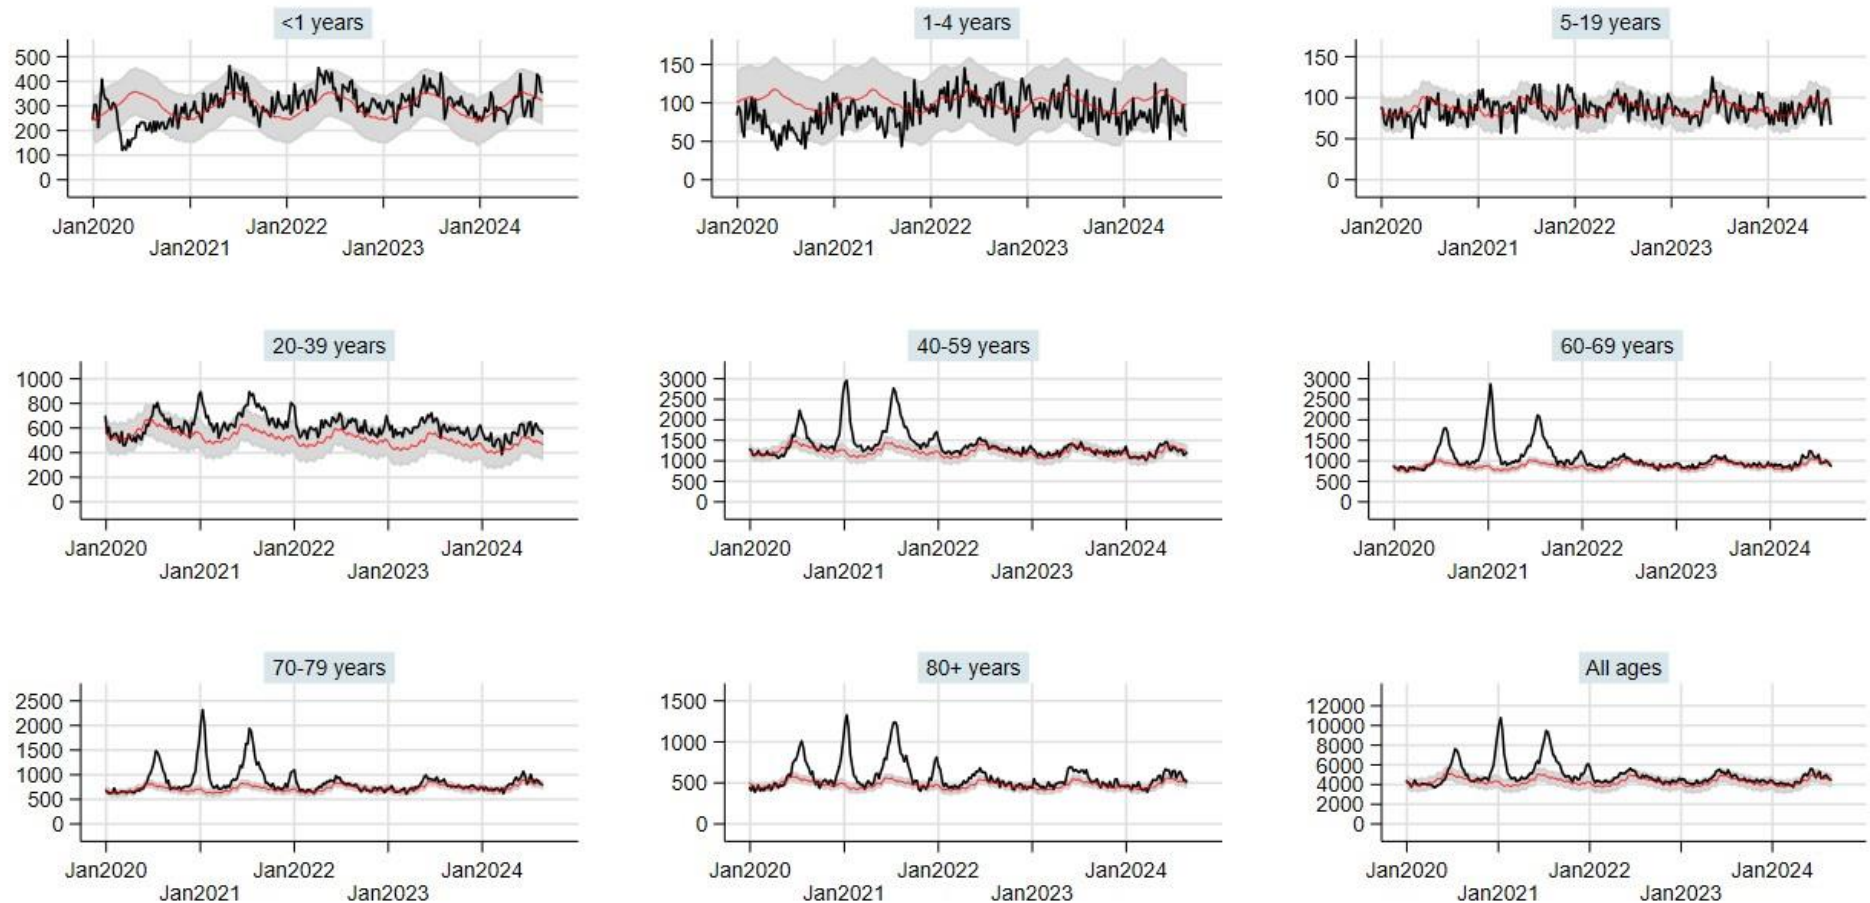 <1 years
500
400
300
200
100
0
Jan2020
Jan2022
Jan2024
Jan2021
Jan2023
1-4 years
150
100
50
0
Jan2020
Jan2022
Jan2024
Jan2021
Jan2023
5-19 years
150
100
50
0
Jan2020
Jan2022
Jan2024
Jan2021
Jan2023
20-39 years
1000
800
600
400
200
0
Jan2020
Jan2022
Jan2024
Jan2021
Jan2023
40-59 years
3000
2500
2000
1500
1000
500
0
Jan2020
Jan2022
Jan2024
Jan2021
Jan2023
60-69 years
3000
2500
2000
1500
1000
500
0
Jan2020
Jan2022
Jan2024
Jan2021
Jan2023
70-79 years
2500
2000
1500
1000
500
0
Jan2020
Jan2022
Jan2024
Jan2021
Jan2023
80+ years
1500
1000
500
0
Jan2020
Jan2022
Jan2024
Jan2021
Jan2023
All ages
12000
10000
8000
6000
4000
2000
0
Jan2020
Jan2022
Jan2024
Jan2021
Jan2023